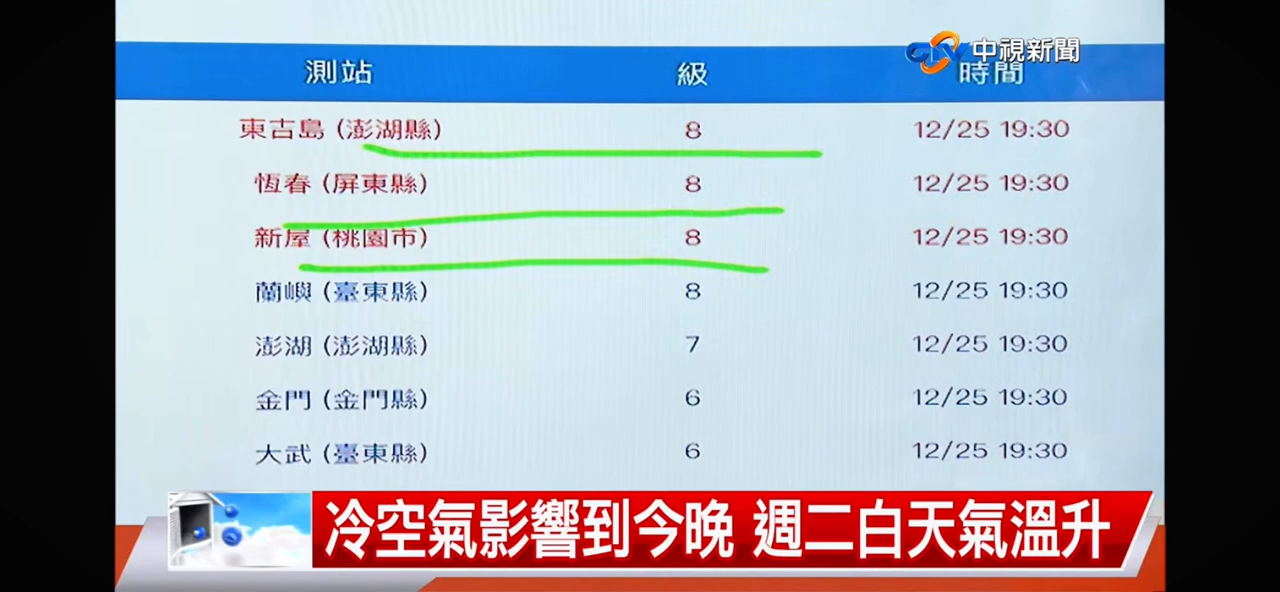 CTV 中視新聞
測站 級 時間
東吉島 (澎湖縣) 8 12/25 19:30
恆春 (屏東縣) 8 12/25 19:30
新屋 (桃園市) 8 12/25 19:30
蘭嶼 (臺東縣) 8 12/25 19:30
澎湖 (澎湖縣) 7 12/25 19:30
金門 (金門縣) 6 12/25 19:30
大武 (臺東縣) 6 12/25 19:30
冷空氣影響到今晚 週二白天氣溫升